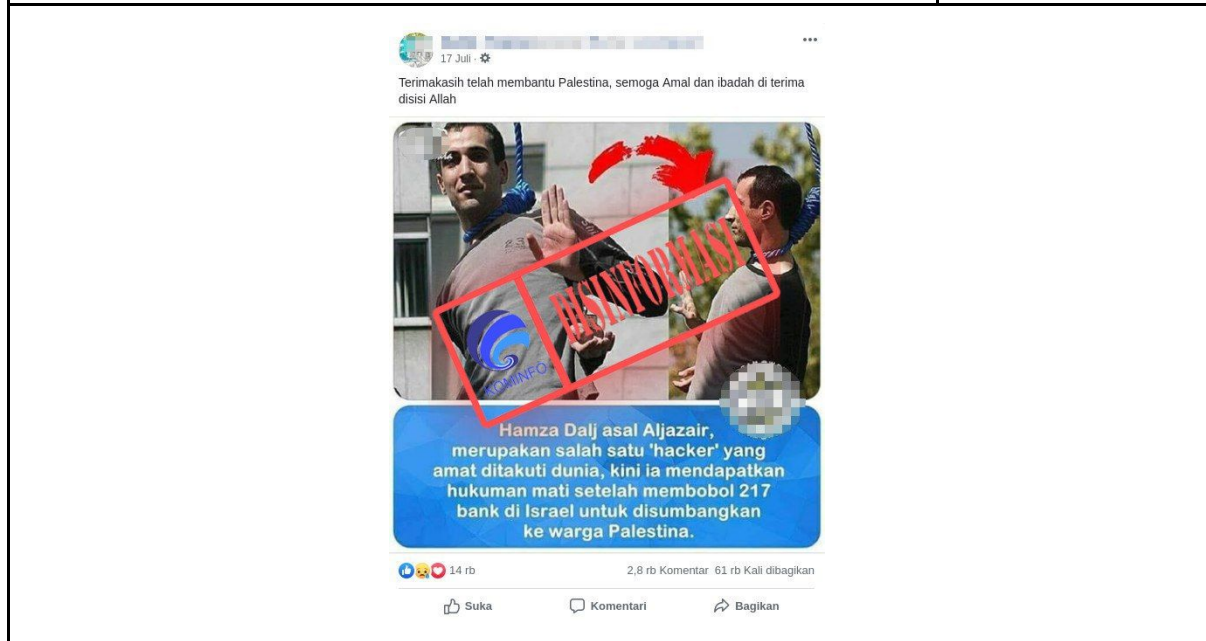 17 Juli
Terimakasih telah membantu Palestina, semoga Amal dan ibadah di terima
disisi Allah
DISINFORMASI
KOMINFO
Hamza Dalj asal Aljazair,
merupakan salah satu 'hacker' yang
amat ditakuti dunia, kini ia mendapatkan
hukuman mati setelah membobol 217
bank di Israel untuk disumbangkan
ke warga Palestina.
14 rb
2,8 rb Komentar 61 rb Kali dibagikan
Suka Komentari Bagikan